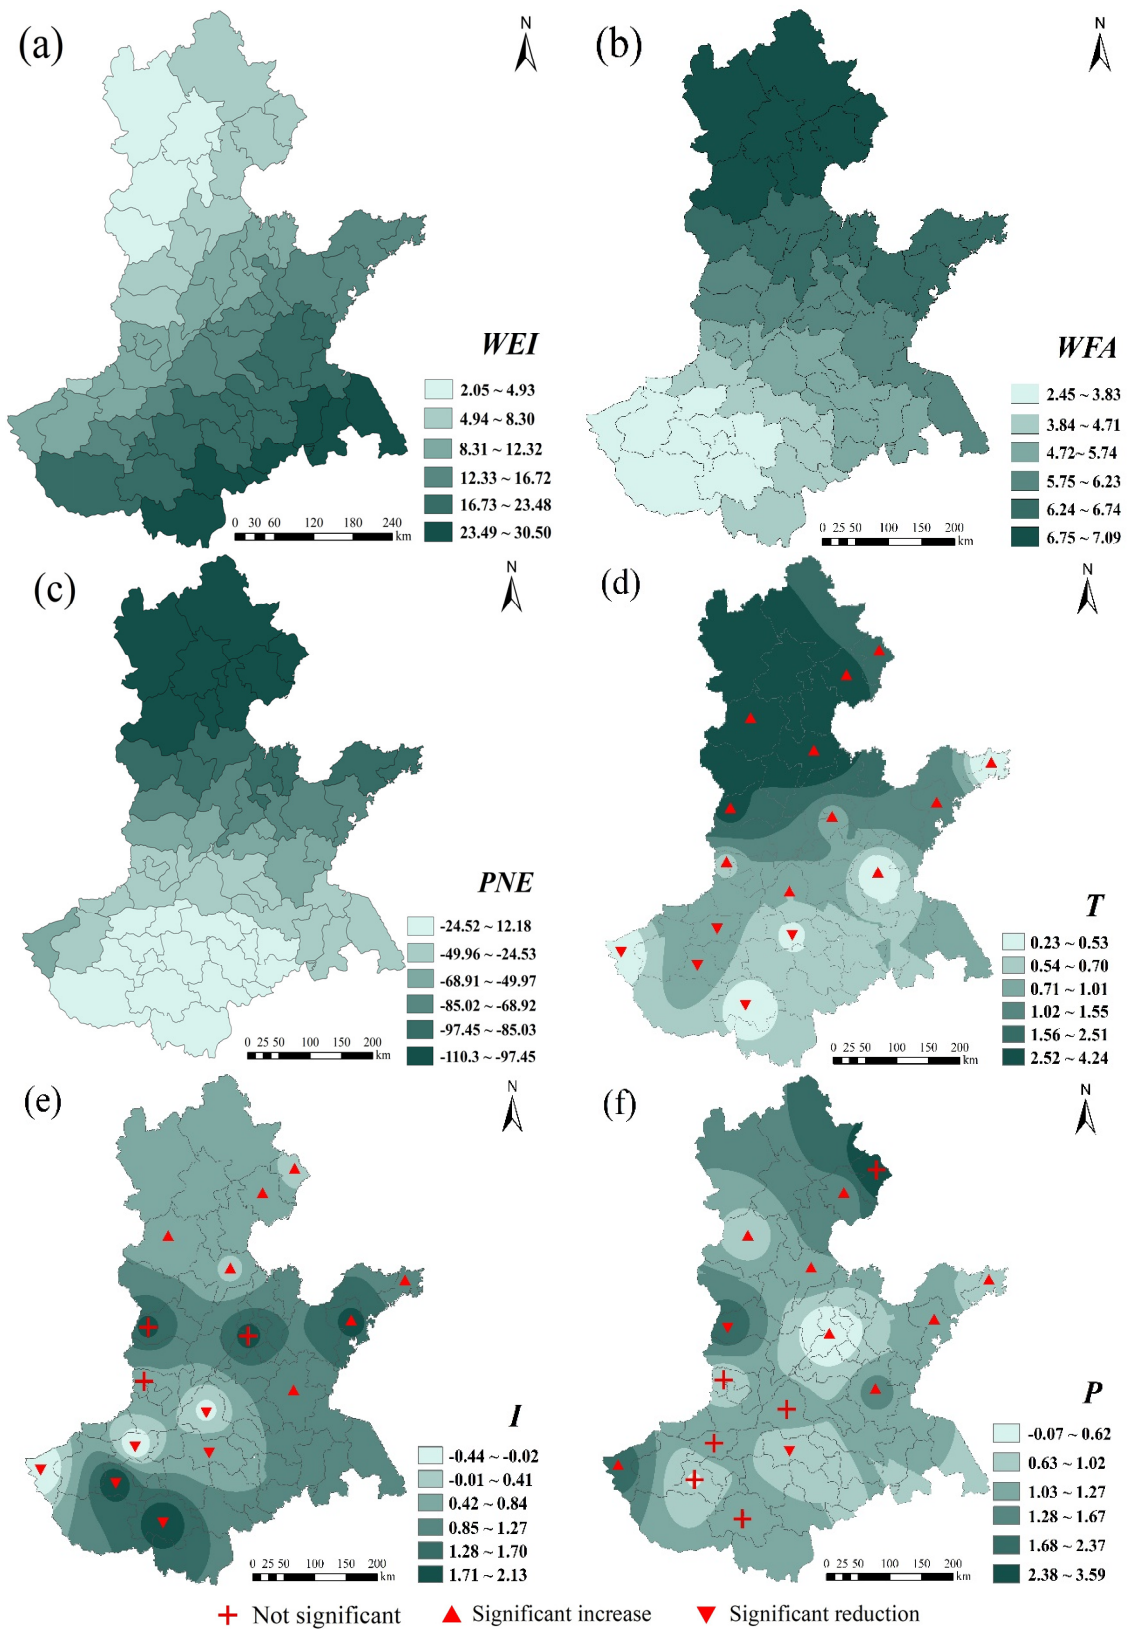 (a)
N
WEI
2.05 ~ 4.93
4.94 ~ 8.30
8.31 ~ 12.32
12.33 ~ 16.72
16.73 ~ 23.48
23.49 ~ 30.50
0 30 60 120 180 240
km
(b)
N
WFA
2.45 ~ 3.83
3.84 ~ 4.71
4.72~ 5.74
5.75 ~ 6.23
6.24 ~ 6.74
6.75 ~ 7.09
0 25 50 100 150 200
km
(c)
N
PNE
-24.52 ~ 12.18
-49.96 ~ -24.53
-68.91 ~ -49.97
-85.02 ~ -68.92
-97.45 ~ -85.03
-110.3 ~ -97.45
0 25 50 100 150 200
km
(d)
N
T
0.23 ~ 0.53
0.54 ~ 0.70
0.71 ~ 1.01
1.02 ~ 1.55
1.56 ~ 2.51
2.52 ~ 4.24
0 25 50 100 150 200
km
(e)
N
I
-0.44 ~ -0.02
-0.01 ~ 0.41
0.42 ~ 0.84
0.85 ~ 1.27
1.28 ~ 1.70
1.71 ~ 2.13
0 25 50 100 150 200
km
(f)
N
P
-0.07 ~ 0.62
0.63 ~ 1.02
1.03 ~ 1.27
1.28 ~ 1.67
1.68 ~ 2.37
2.38 ~ 3.59
0 25 50 100 150 200
km
Not significant Significant increase Significant reduction